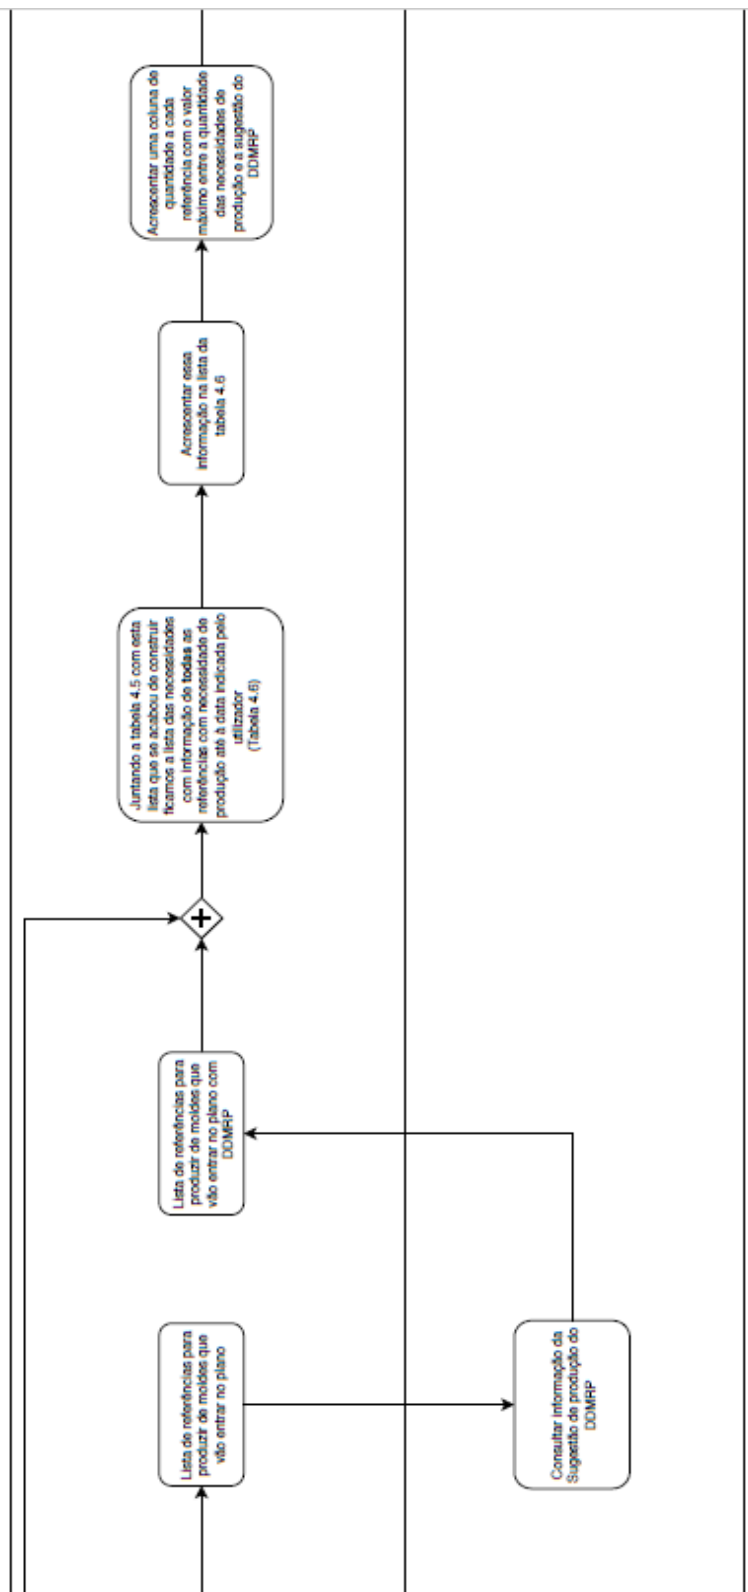 Lista de referências para
produzir de moldes que
vão entrar no plano
Consultar informação da
Sugestão de produção do
DDMRP
Lista de referências para
produzir de moldes que
vão entrar no plano com
DDMRP
Juntando a tabela 4.5 com esta
lista que se acabou de construir
ficamos a lista das necessidades
com informação de todas as
referências com necessidade de
produção até à data indicada pelo
utilizador
(Tabela 4.6)
Acrescentar essa
informação na lista da
tabela 4.6
Acrescentar uma coluna de
quantidade a cada
referência com o valor
máximo entre a quantidade
das necessidades de
produção e a sugestão do
DDMRP